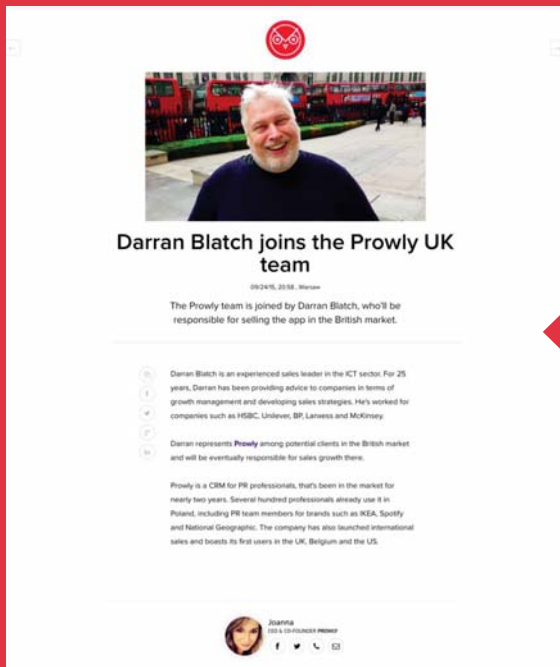 Darran Blatch joins the Prowly UK
team
09/24/15, 20:58 , Warsaw
The Prowly team is joined by Darran Blatch, who'll be
responsible for selling the app in the British market.
Darran Blatch is an experienced sales leader in the ICT sector. For 25
years, Darran has been providing advice to companies in terms of
growth management and developing sales strategies. He's worked for
companies such as HSBC, Unilever, BP, Larwess and McKinsey.
Darran represents Prowly among potential clients in the British market
and will be eventually responsible for sales growth there.
Prowly is a CRM for PR professionals, that's been in the market for
nearly two years. Several hundred professionals already use it in
Poland, including PR team members for brands such as IKEA, Spotify
and National Geographic. The company has also launched international
sales and boasts its first users in the UK, Belgium and the US.
Joanna
CEO & CO-FOUNDER PROWLY